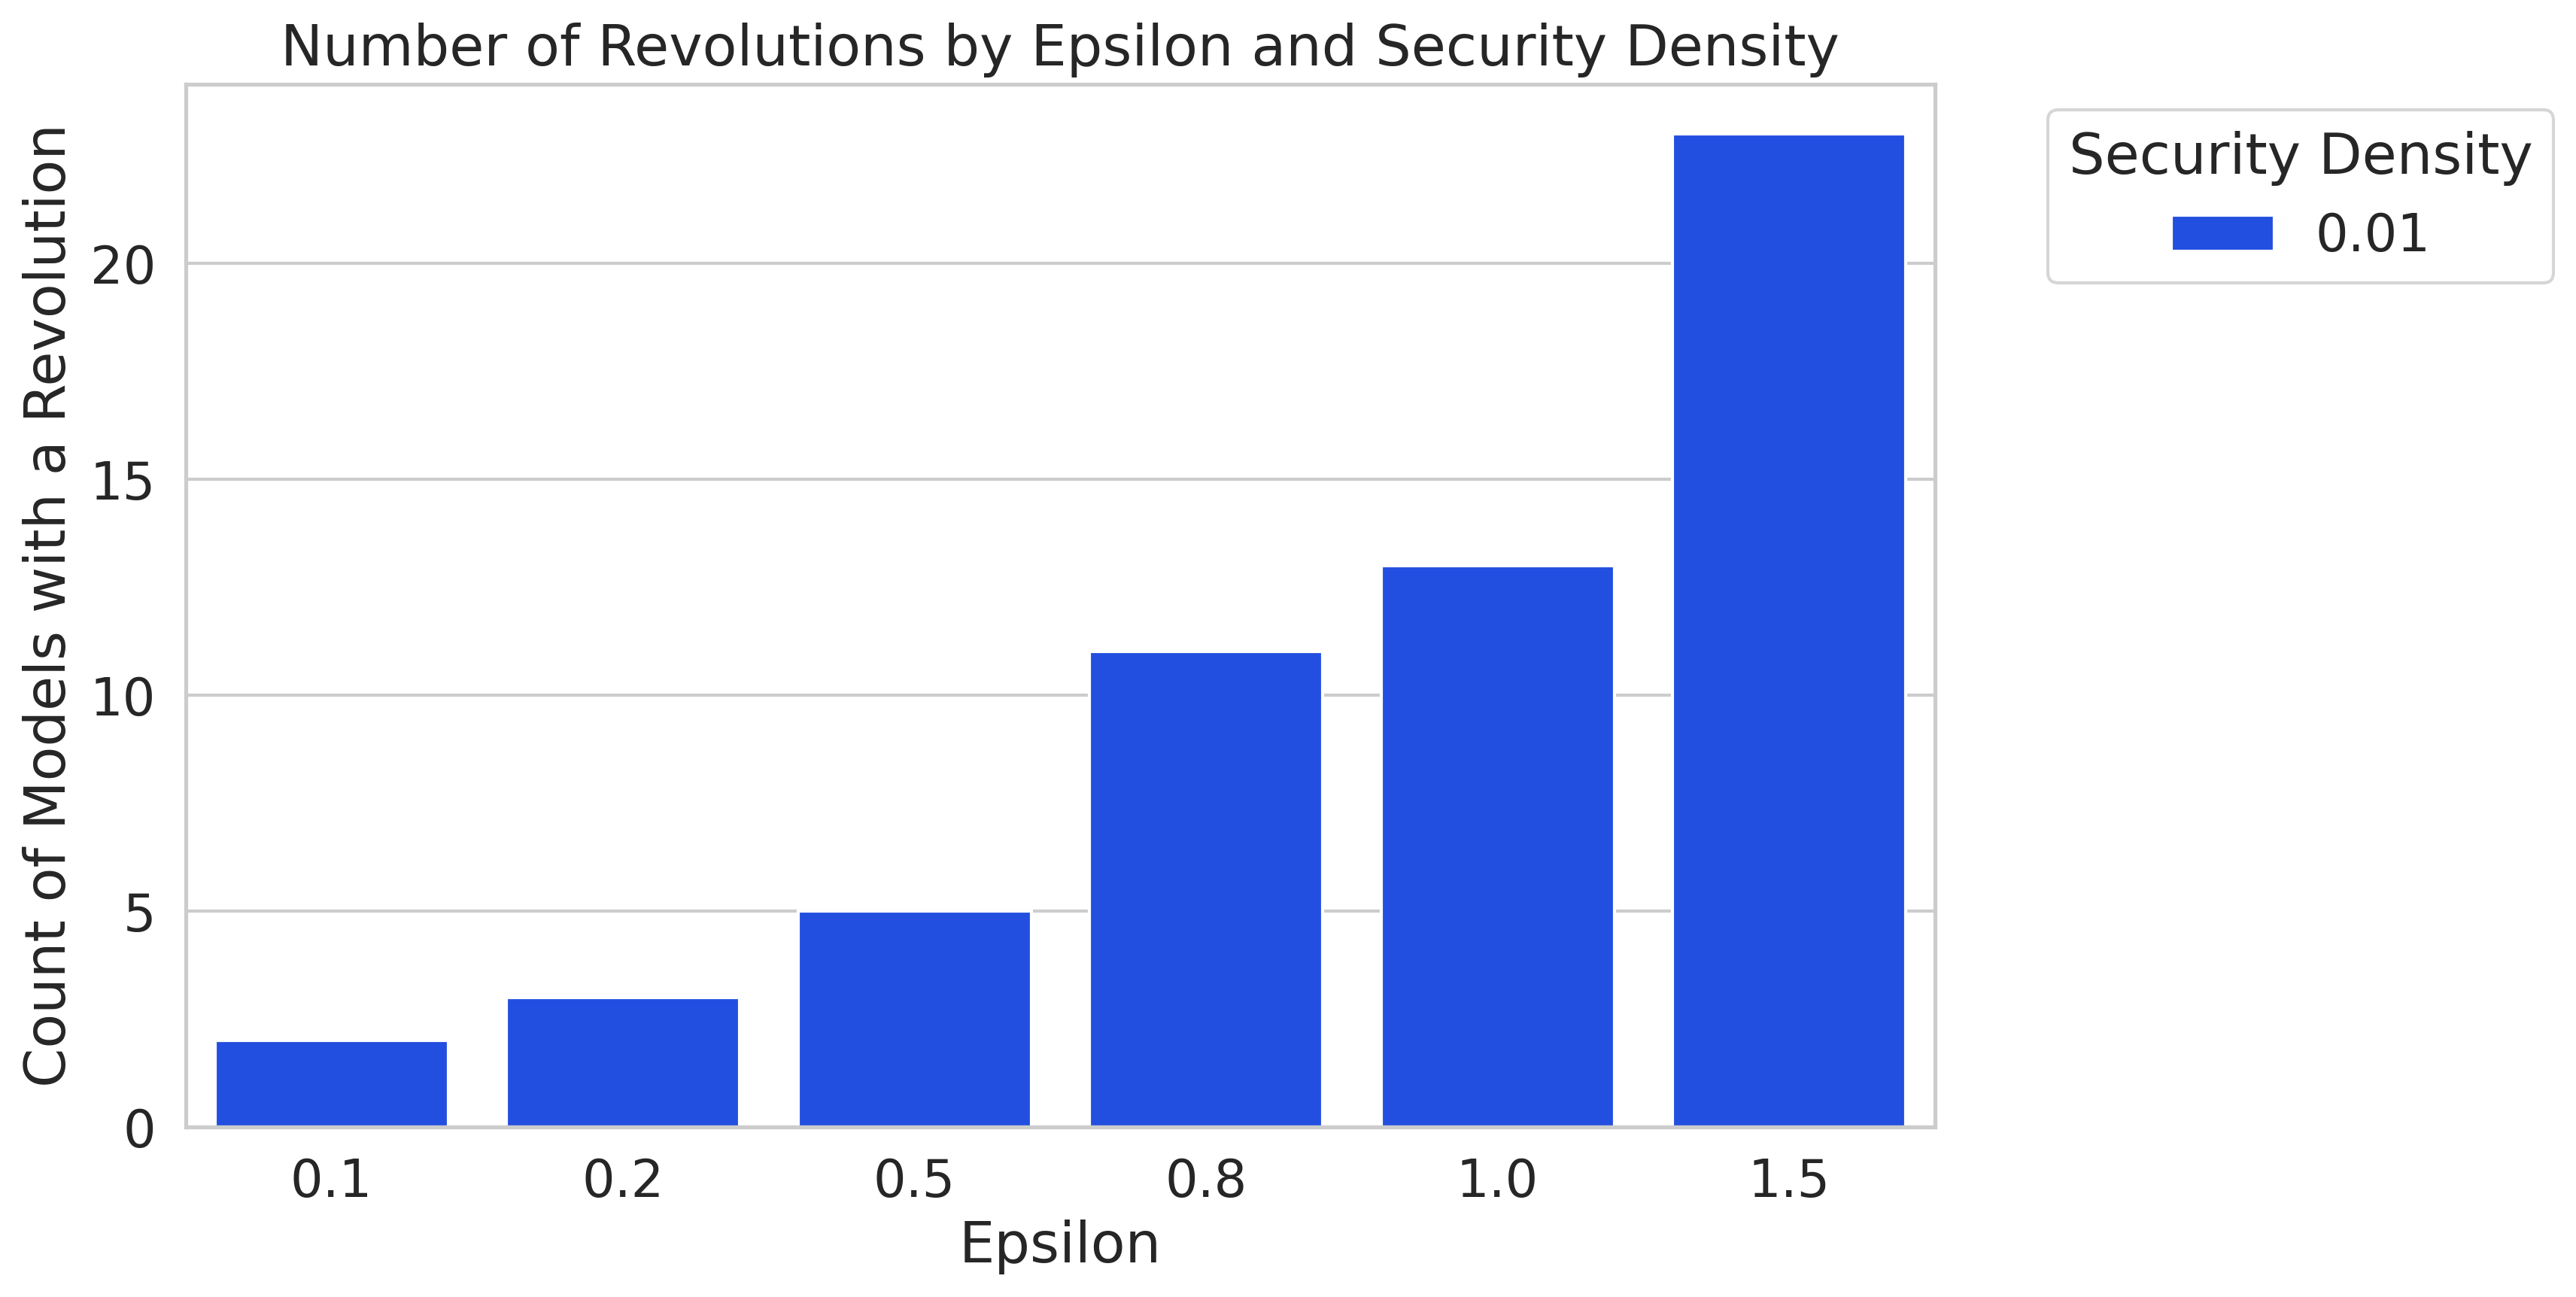 Number of Revolutions by Epsilon and Security Density
Count of Models with a Revolution
20
15
10
5
0
0.1 0.2 0.5 0.8 1.0 1.5
Epsilon
Security Density
0.01